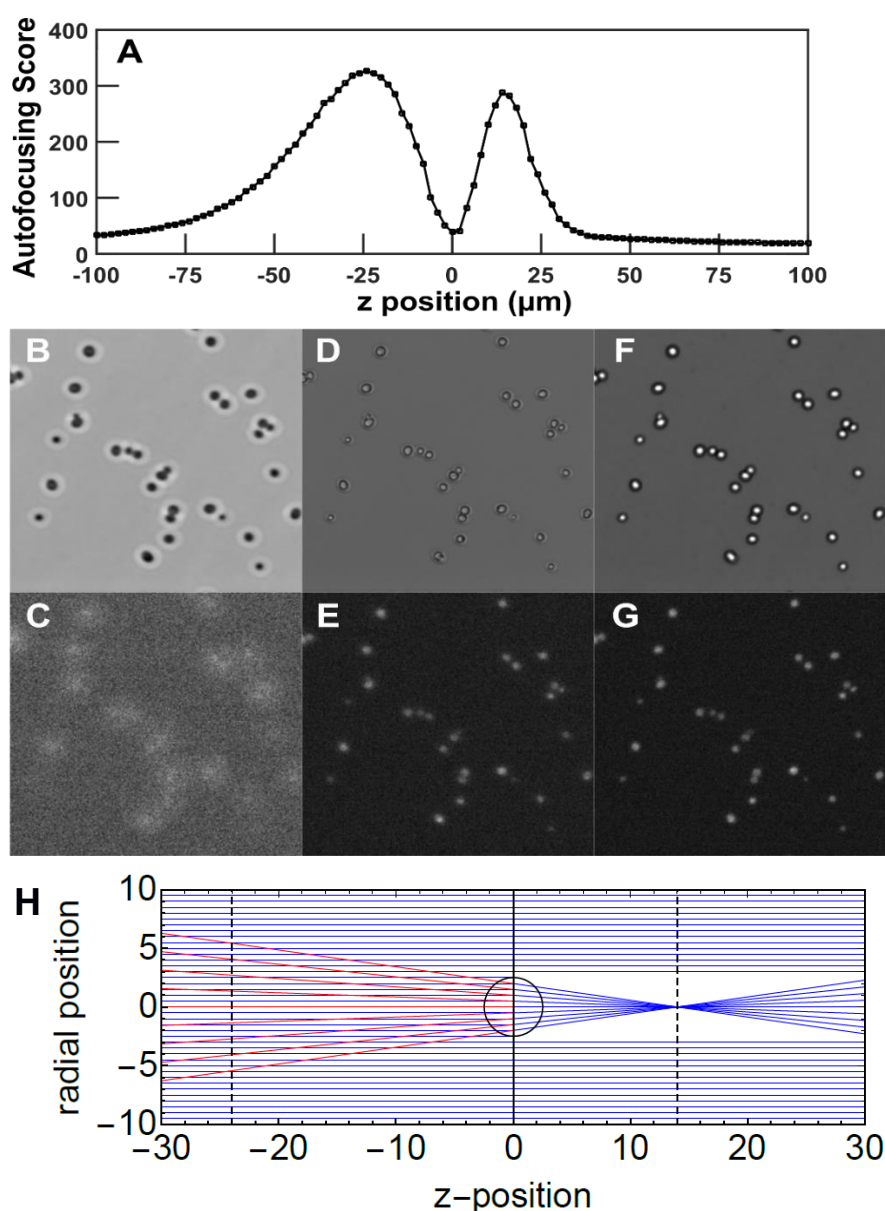 A
Autofocusing Score
400
300
200
100
0
-100 -75 -50 -25 0 25 50 75 100
z position (µm)
B D F
C E G
H
radial position
10
5
0
−5
−10
−30 −20 −10 0 10 20 30
z−position